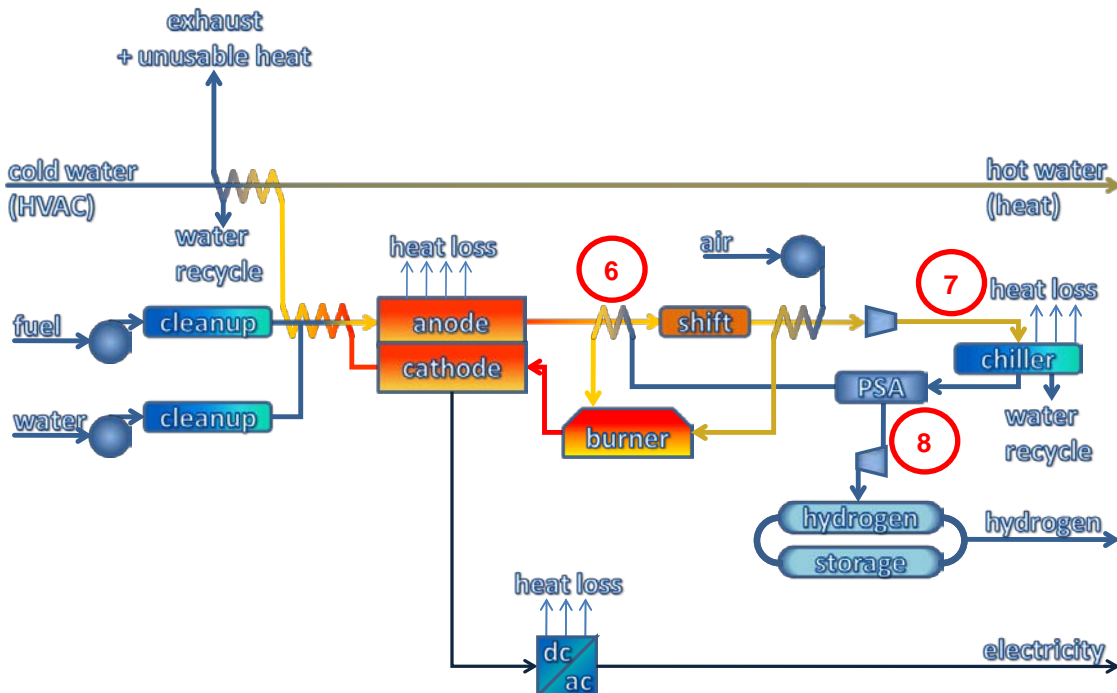 exhaust
+ unusable heat
cold water
(HVAC)
hot water
(heat)
water
recycle
heat loss
6
air
7
heat loss
fuel
cleanup
anode
shift
chiller
cathode
PSA
water
cleanup
burner
8
water
recycle
hydrogen
storage
hydrogen
heat loss
dc
ac
electricity